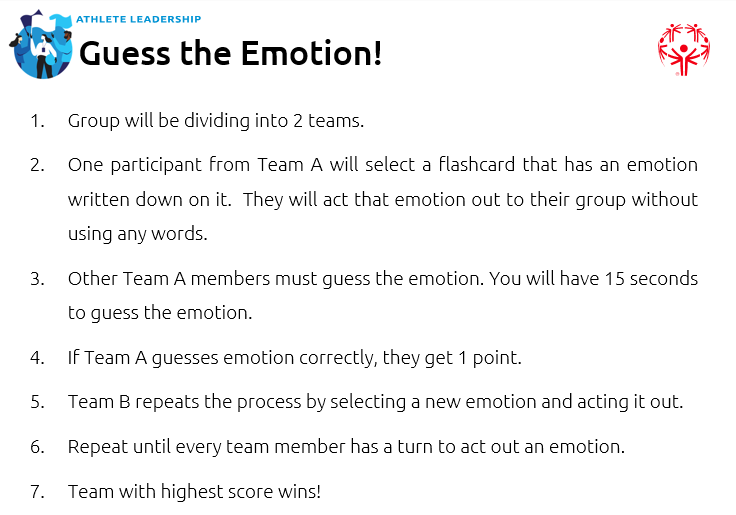 ATHLETE LEADERSHIP
Guess the Emotion!
1. Group will be dividing into 2 teams.
2. One participant from Team A will select a flashcard that has an emotion
written down on it. They will act that emotion out to their group without
using any words.
3. Other Team A members must guess the emotion. You will have 15 seconds
to guess the emotion.
4. If Team A guesses emotion correctly, they get 1 point.
5. Team B repeats the process by selecting a new emotion and acting it out.
6. Repeat until every team member has a turn to act out an emotion.
7. Team with highest score wins!